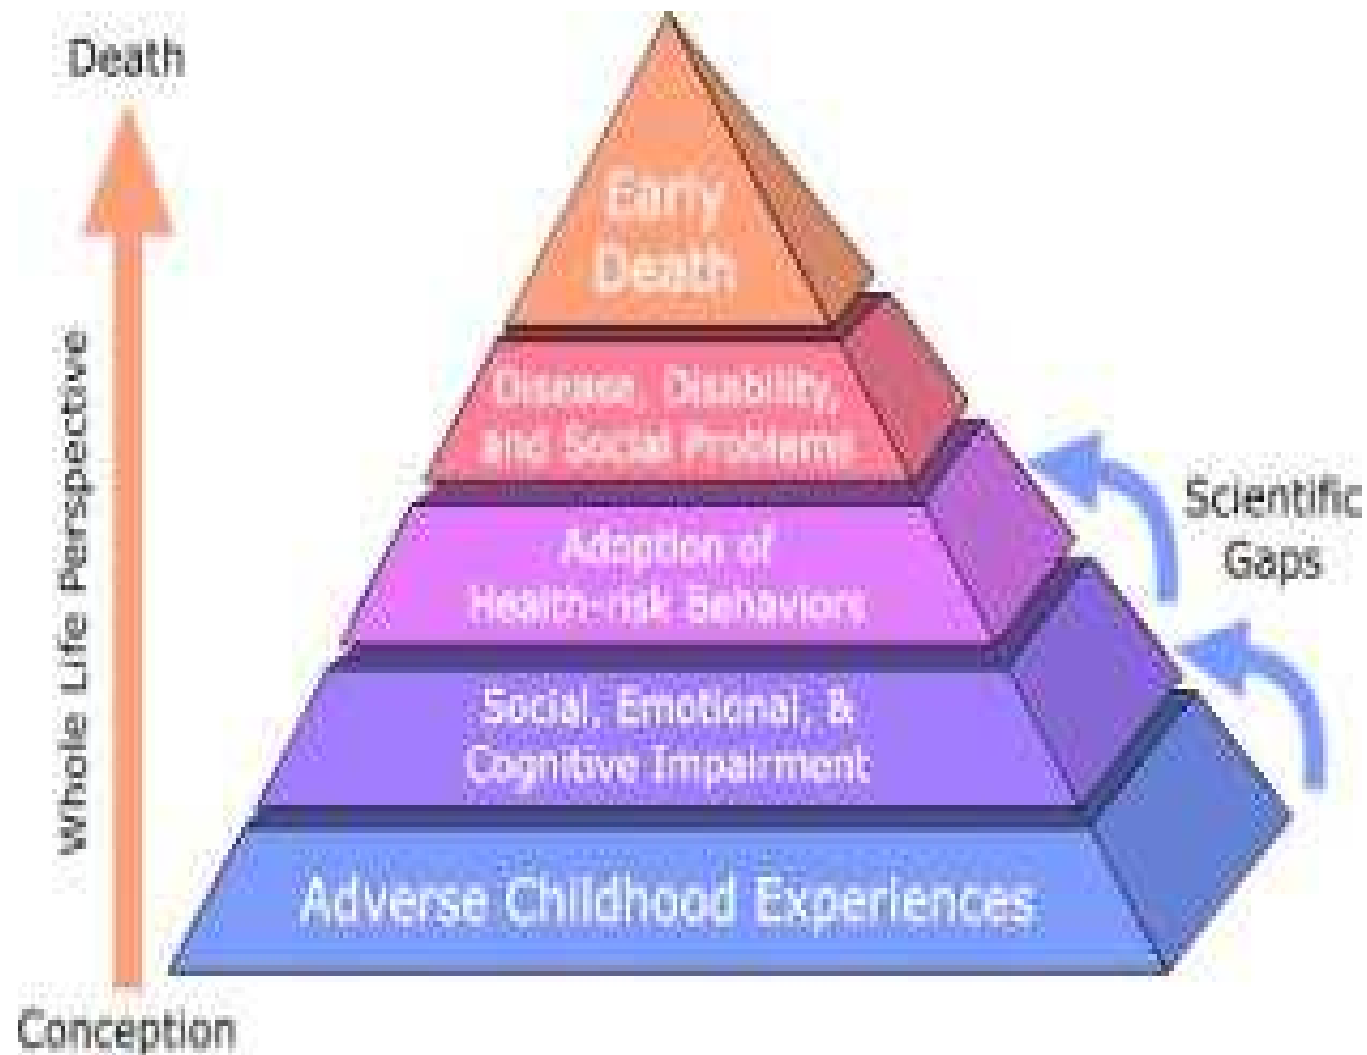 Death
Whole Life Perspective
Conception
Early
Death
Disease, Disability,
and Social Problems
Adoption of
Health-risk Behaviors
Social, Emotional, &
Cognitive Impairment
Adverse Childhood Experiences
Scientific
Gaps